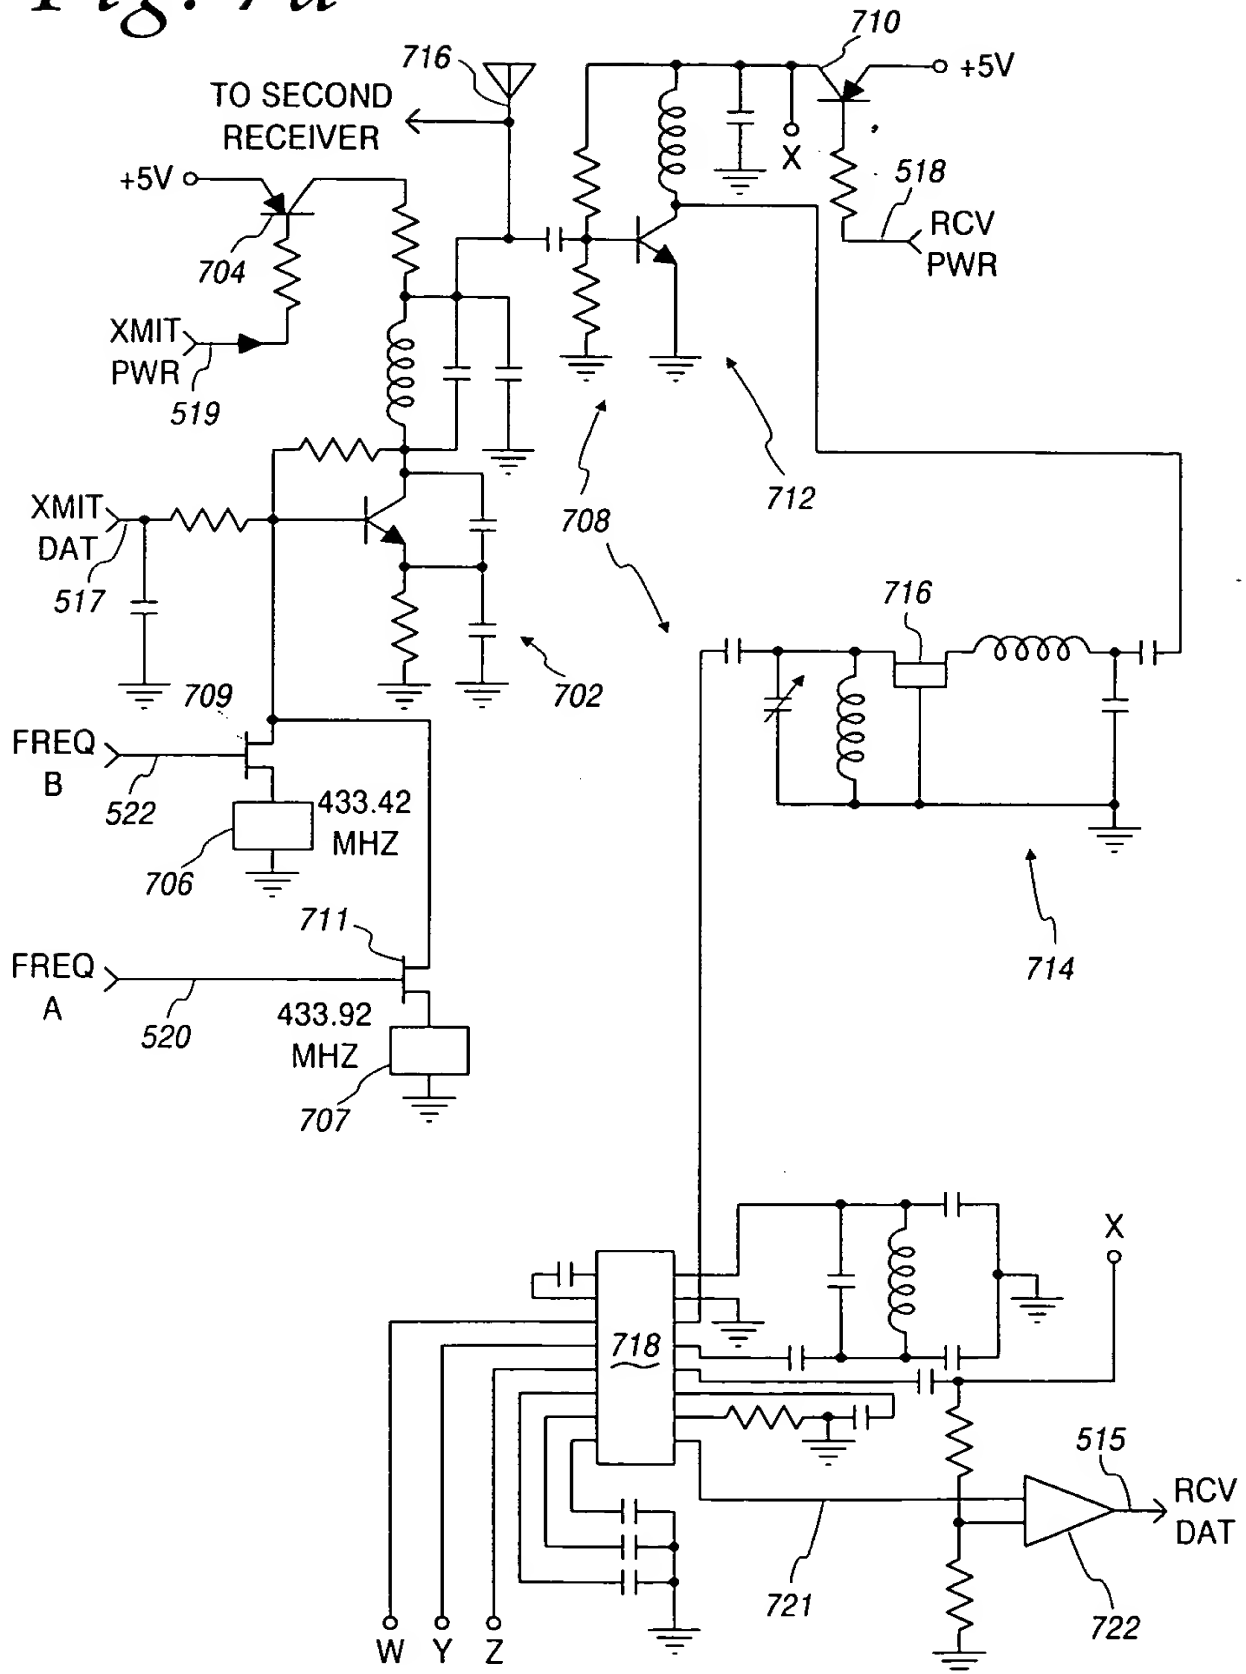 716
710
+5V
TO SECOND
RECEIVER
X
+5V
518
RCV
PWR
704
XMIT
PWR
519
712
708
XMIT
DAT
517
716
702
709
FREQ
B
522
433.42
MHZ
706
711
714
FREQ
A
520
433.92
MHZ
707
X
718
515
RCV
DAT
721
722
W Y Z